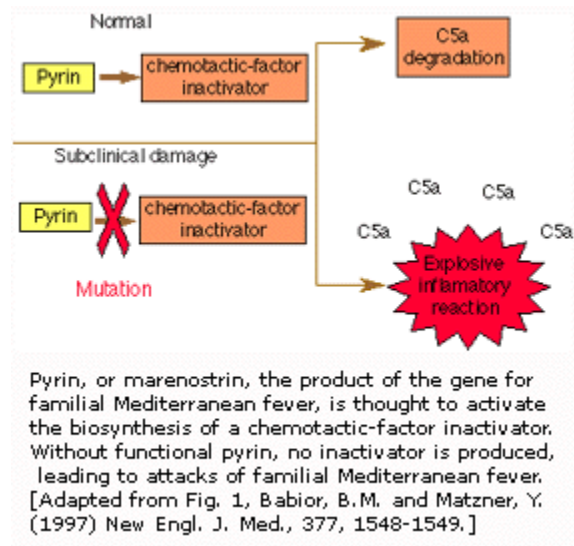 Normal
Pyrin
chemotactic-factor
inactivator
C5a
degradation
Subclinical damage
Pyrin
chemotactic-factor
inactivator
Mutation
C5a
C5a
C5a
C5a
Explosive
inflamatory
reaction
Pyrin, or marenostrin, the product of the gene for
familial Mediterranean fever, is thought to activate
the biosynthesis of a chemotactic-factor inactivator.
Without functional pyrin, no inactivator is produced,
leading to attacks of familial Mediterranean fever.
[Adapted from Fig. 1, Babior, B.M. and Matzner, Y.
(1997) New Engl. J. Med., 377, 1548-1549.]